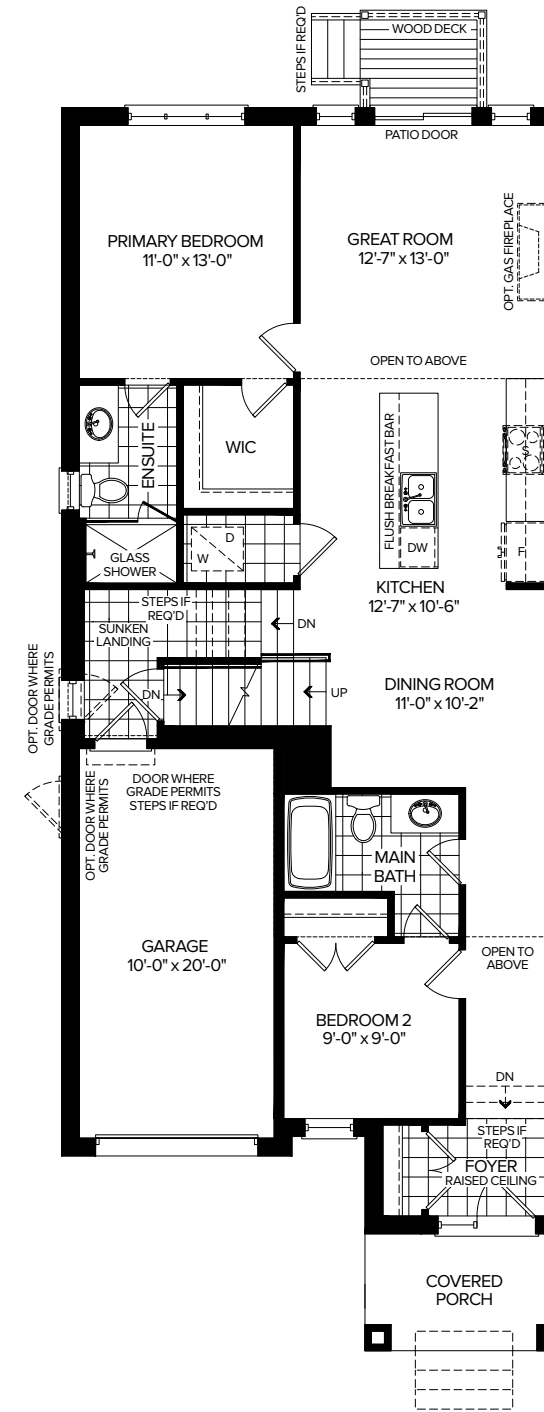 STEPS IF REQ'D
WOOD DECK
PATIO DOOR
PRIMARY BEDROOM
11'-0" x 13'-0"
GREAT ROOM
12'-7" x 13'-0"
OPT. GAS FIREPLACE
OPEN TO ABOVE
ENSUITE
WIC
FLUSH BREAKFAST BAR
S
D
W
DW
F
GLASS
SHOWER
KITCHEN
12'-7" x 10'-6"
STEPS IF
REQ'D
SUNKEN
LANDING
DN
OPT. DOOR WHERE
GRADE PERMITS
DN
UP
DINING ROOM
11'-0" x 10'-2"
OPT. DOOR WHERE
GRADE PERMITS
DOOR WHERE
GRADE PERMITS
STEPS IF REQ'D
MAIN
BATH
GARAGE
10'-0" x 20'-0"
OPEN TO
ABOVE
BEDROOM 2
9'-0" x 9'-0"
DN
STEPS IF
REQ'D
FOYER
RAISED CEILING
COVERED
PORCH